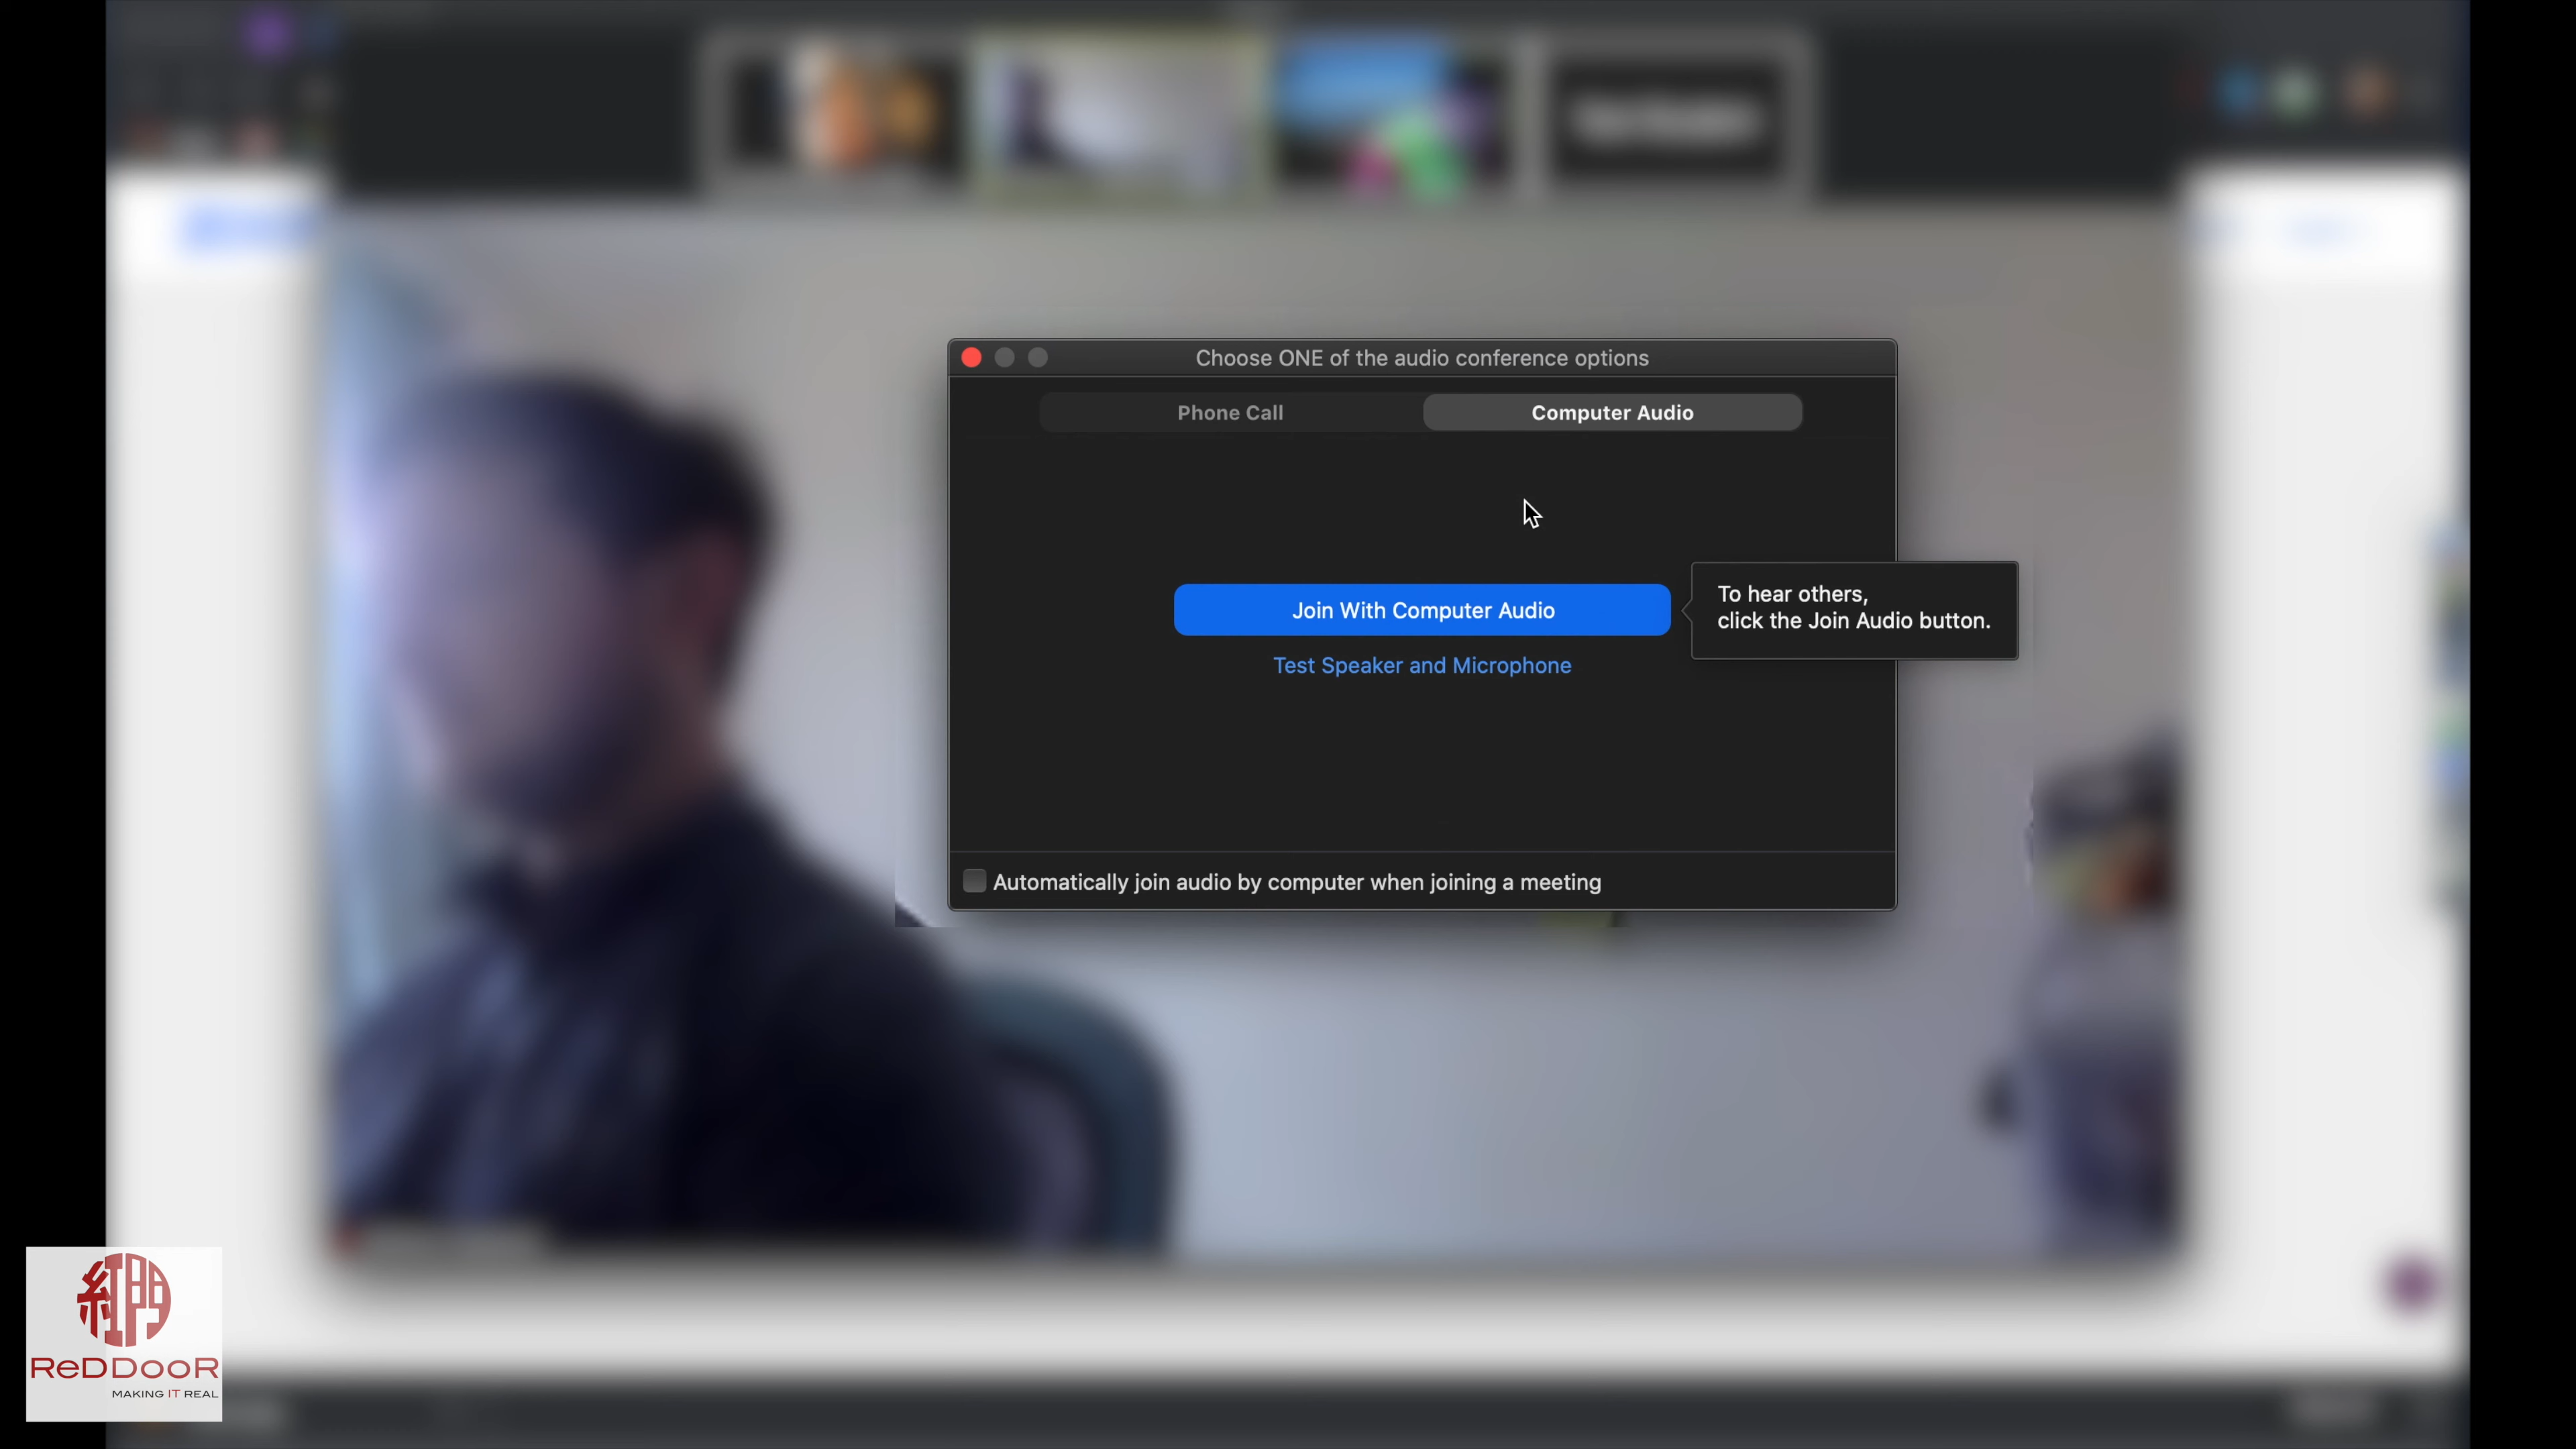 Choose ONE of the audio conference options
Phone Call
Computer Audio
Join With Computer Audio
To hear others,
click the Join Audio button.
Test Speaker and Microphone
Automatically join audio by computer when joining a meeting
紅門
ReDDooR
MAKING IT REAL